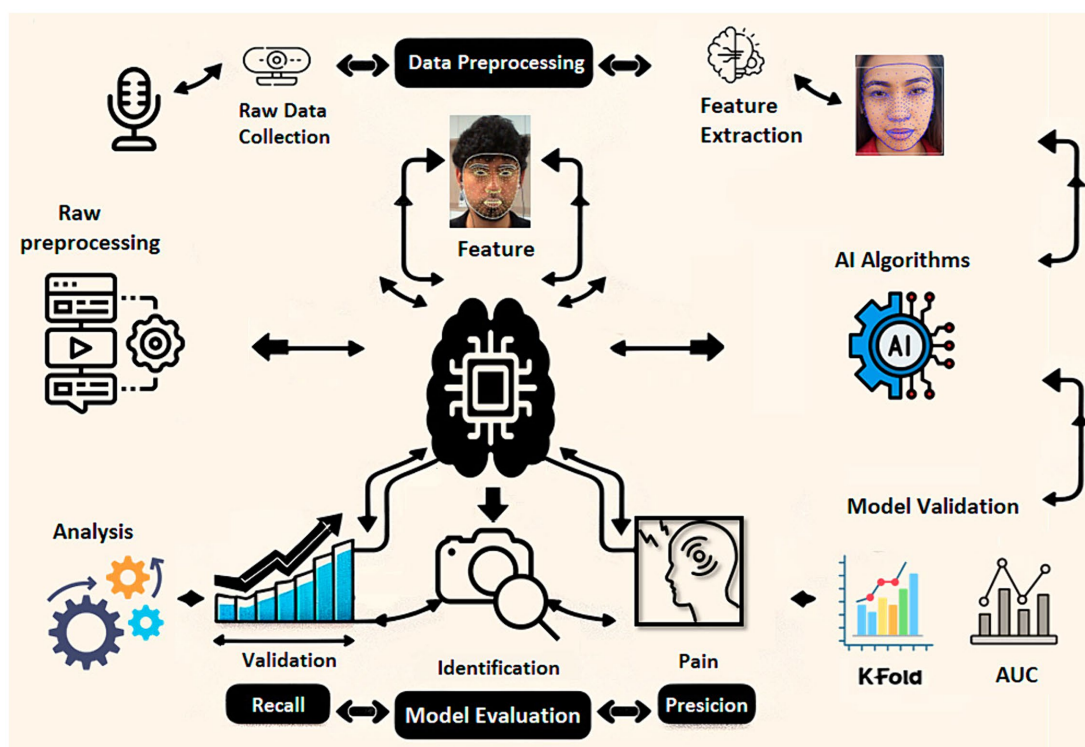 Data Preprocessing
Raw Data
Collection
Feature
Extraction
Raw
preprocessing
Feature
AI Algorithms
AI
Model Validation
Analysis
Validation
Identification
Pain
K-Fold
AUC
Recall
Model Evaluation
Presicion